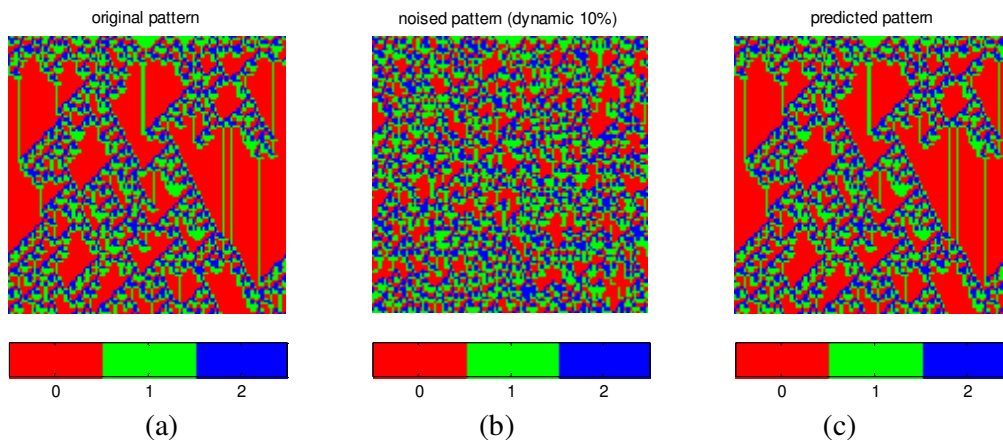 original pattern
noised pattern (dynamic 10%)
predicted pattern
0 1 2
0 1 2
0 1 2
(a)
(b)
(c)